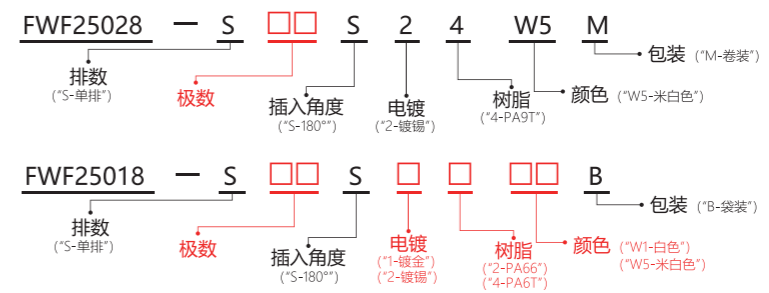 FWF25028 — S □□ S 2 4 W5 M
包装 (“M-卷装”)
排数
(“S-单排”)
极数
插入角度
(“S-180°”)
电镀
(“2-镀锡”)
树脂
(“4-PA9T”)
颜色 (“W5-米白色”)
FWF25018 — S □□ S □ □ □□ B
包装 (“B-袋装”)
排数
(“S-单排”)
极数
插入角度
(“S-180°”)
电镀
(“1-镀金”)
(“2-镀锡”)
树脂
(“2-PA66”)
(“4-PA6T”)
颜色 (“W1-白色”)
(“W5-米白色”)